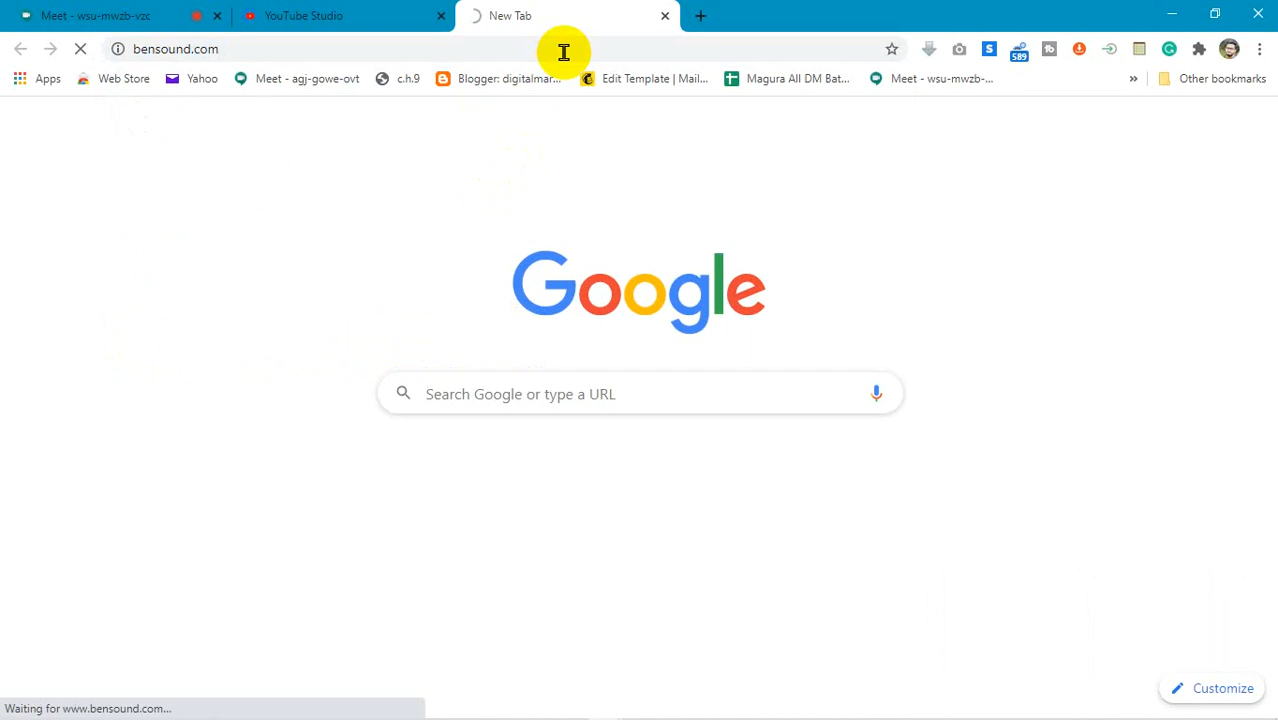 Meet - wsu-mwzb-vzc
YouTube Studio
New Tab
bensound.com
S
589
Apps
Web Store
Yahoo
Meet - agj-gowe-ovt
c.h.9
Blogger: digitalmar...
Edit Template | Mail...
Magura All DM Bat...
Meet - wsu-mwzb-...
»
Other bookmarks
Google
Search Google or type a URL
Customize
Waiting for www.bensound.com...